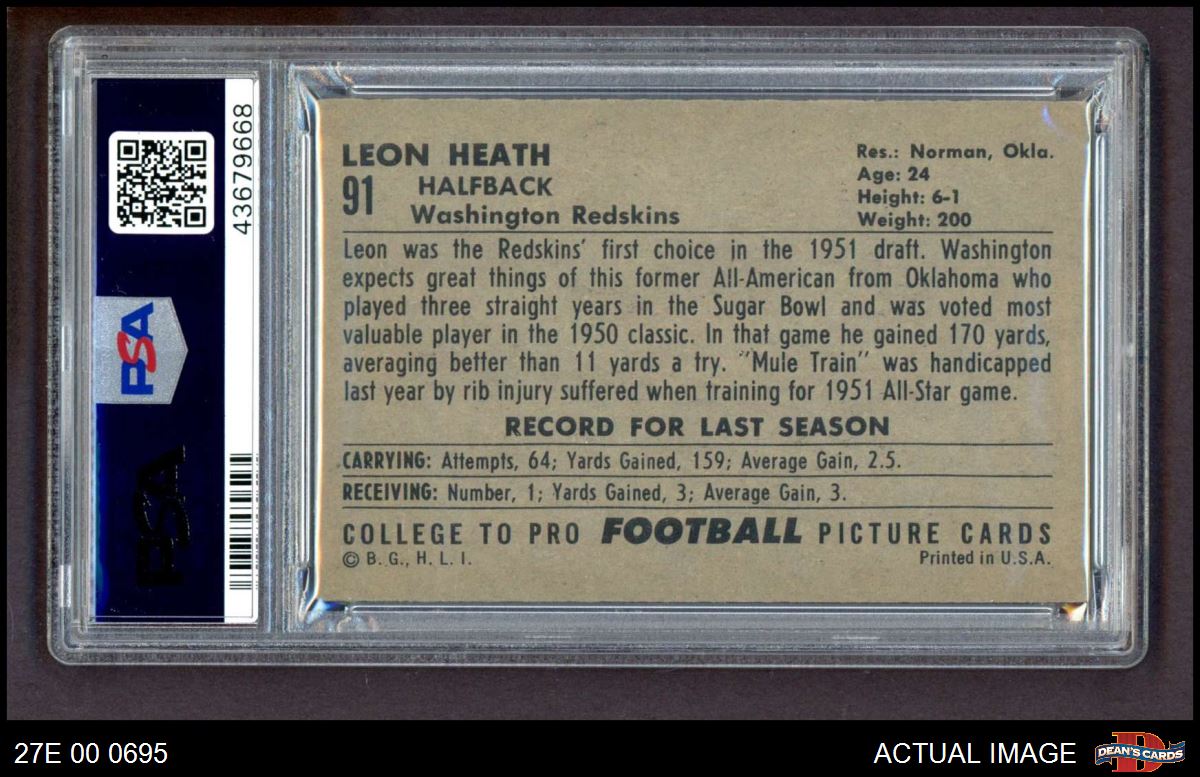 43679668
PSA
PSA
LEON HEATH
91 HALFBACK
Washington Redskins
Res.: Norman, Okla.
Age: 24
Height: 6-1
Weight: 200
Leon was the Redskins' first choice in the 1951 draft. Washington
expects great things of this former All-American from Oklahoma who
played three straight years in the Sugar Bowl and was voted most
valuable player in the 1950 classic. In that game he gained 170 yards,
averaging better than 11 yards a try. "Mule Train" was handicapped
last year by rib injury suffered when training for 1951 All-Star game.
RECORD FOR LAST SEASON
CARRYING: Attempts, 64; Yards Gained, 159; Average Gain, 2.5.
RECEIVING: Number, 1; Yards Gained, 3; Average Gain, 3.
COLLEGE TO PRO FOOTBALL PICTURE CARDS
© B. G., H. L. I.
Printed in U.S.A.
27E 00 0695
ACTUAL IMAGE
D
DEAN'S CARDS